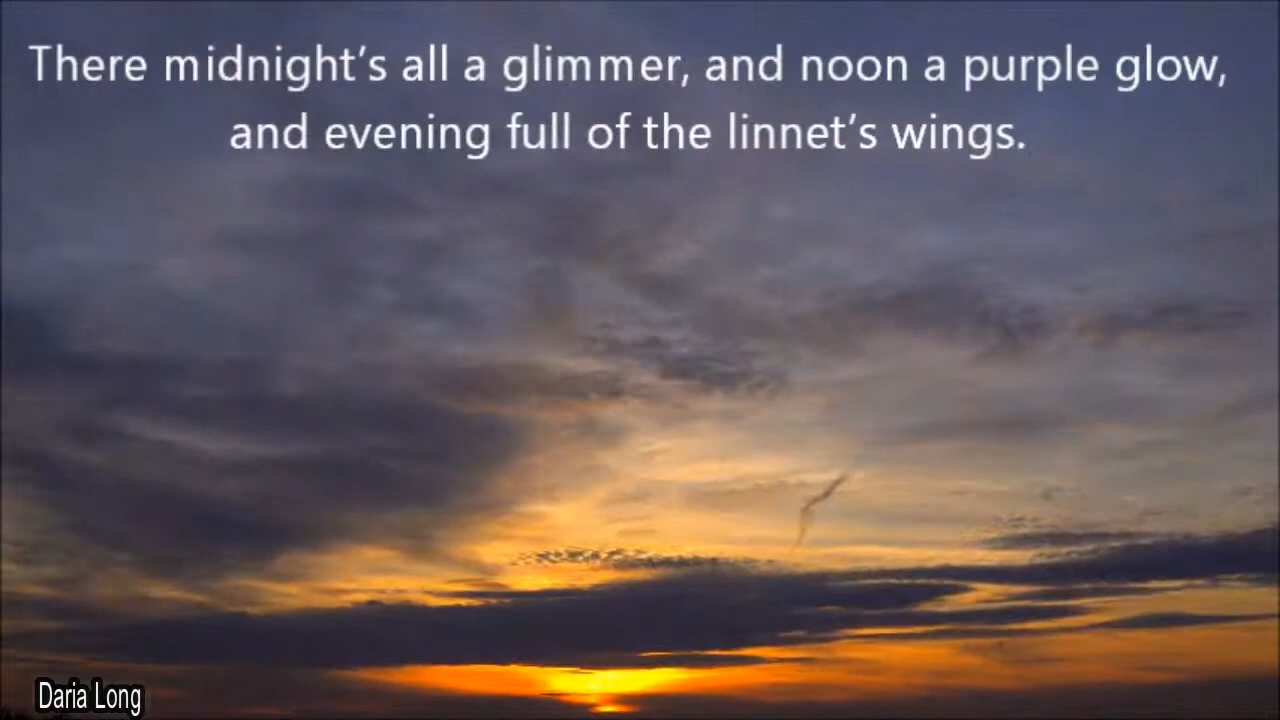 There midnight’s all a glimmer, and noon a purple glow,
and evening full of the linnet’s wings.
Daria Long